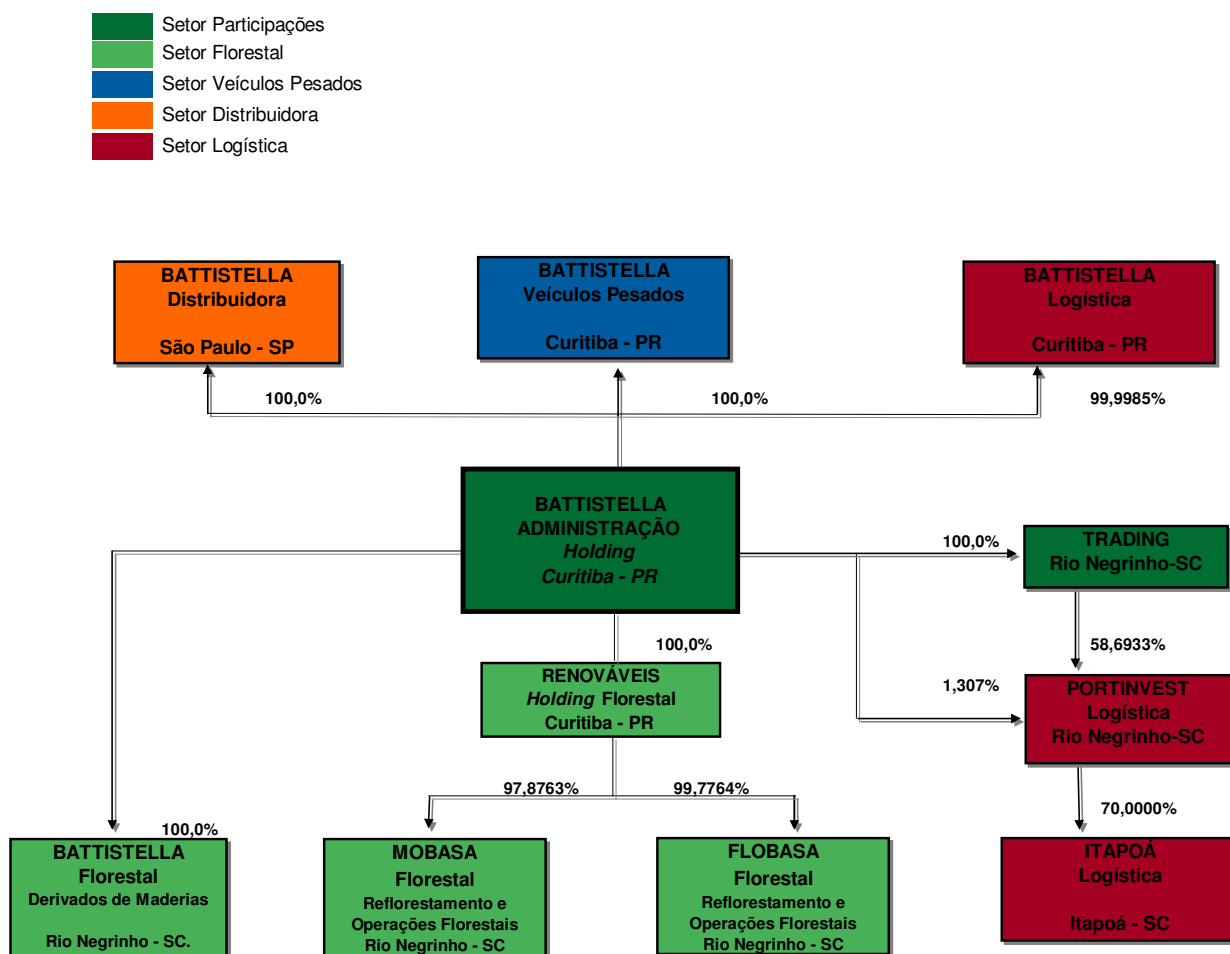 Setor Participações
Setor Florestal
Setor Veículos Pesados
Setor Distribuidora
Setor Logística
BATTISTELLA
Distribuidora
São Paulo - SP
BATTISTELLA
Veículos Pesados
Curitiba - PR
BATTISTELLA
Logística
Curitiba - PR
100,0%
100,0%
99,9985%
BATTISTELLA
ADMINISTRAÇÃO
Holding
Curitiba - PR
100,0%
TRADING
Rio Negrinho-SC
58,6933%
100,0%
RENOVÁVEIS
Holding Florestal
Curitiba - PR
1,307%
PORTINVEST
Logística
Rio Negrinho-SC
97,8763%
99,7764%
70,0000%
100,0%
BATTISTELLA
Florestal
Derivados de Maderias
Rio Negrinho - SC.
MOBASA
Florestal
Reflorestamento e
Operações Florestais
Rio Negrinho - SC
FLOBASA
Florestal
Reflorestamento e
Operações Florestais
Rio Negrinho - SC
ITAPOÁ
Logística
Itapoá - SC